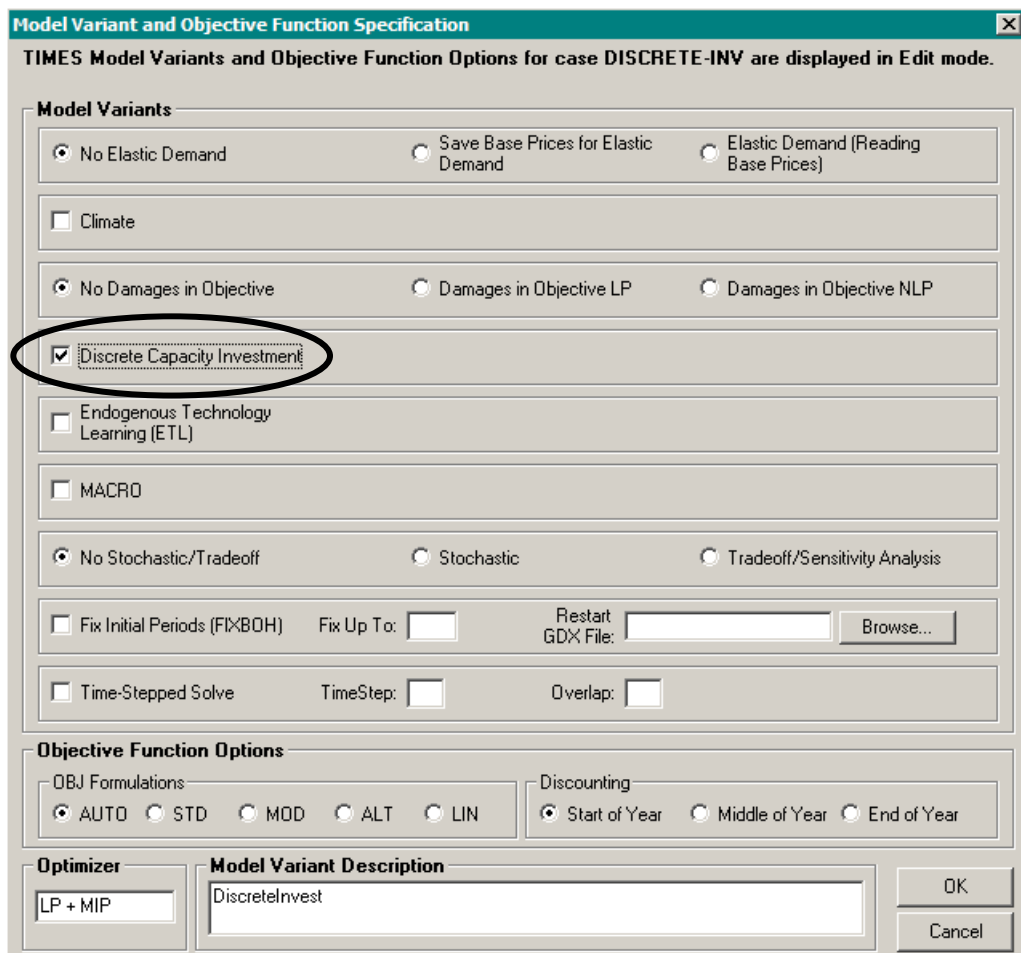 Model Variant and Objective Function Specification
TIMES Model Variants and Objective Function Options for case DISCRETE-INV are displayed in Edit mode.
Model Variants
No Elastic Demand
Save Base Prices for Elastic
Demand
Elastic Demand (Reading
Base Prices)
Climate
No Damages in Objective
Damages in Objective LP
Damages in Objective NLP
Discrete Capacity Investment
Endogenous Technology
Learning (ETL)
MACRO
No Stochastic/Tradeoff
Stochastic
Tradeoff/Sensitivity Analysis
Fix Initial Periods (FIXBOH)
Fix Up To:
Restart
GDX File:
Browse...
Time-Stepped Solve
TimeStep:
Overlap:
Objective Function Options
OBJ Formulations
AUTO
STD
MOD
ALT
LIN
Discounting
Start of Year
Middle of Year
End of Year
Optimizer
LP + MIP
Model Variant Description
DiscreteInvest
OK
Cancel